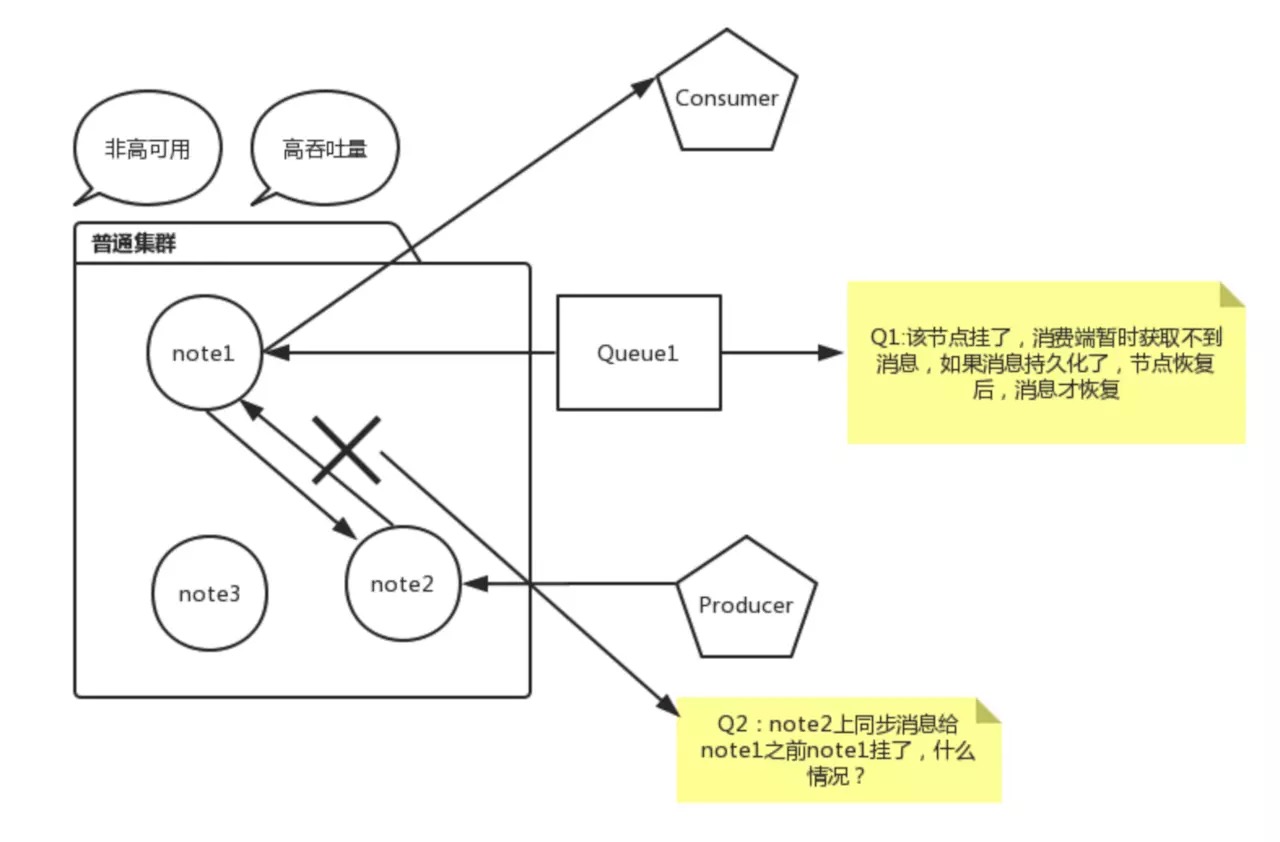 Consumer
非高可用
高吞吐量
普通集群
note1
Queue1
Q1:该节点挂了，消费端暂时获取不到
消息，如果消息持久化了，节点恢复
后，消息才恢复
note3
note2
Producer
Q2：note2上同步消息给
note1之前note1挂了，什么
情况？